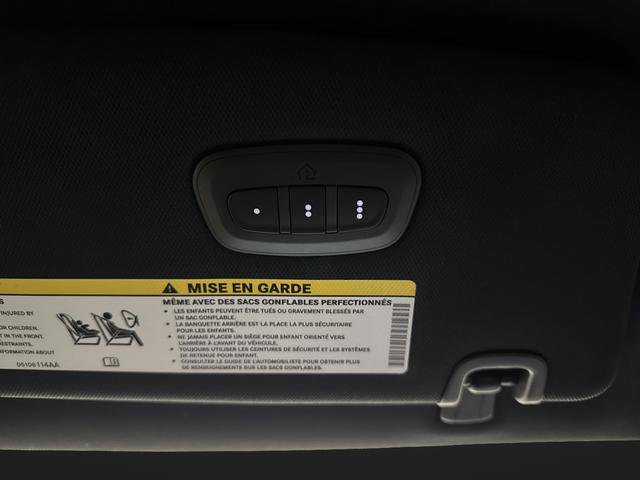 MISE EN GARDE
MÊME AVEC DES SACS GONFLABLES PERFECTIONNÉS
• LES ENFANTS PEUVENT ÊTRE TUÉS OU GRAVEMENT BLESSÉS PAR
UN SAC GONFLABLE.
• LA BANQUETTE ARRIÈRE EST LA PLACE LA PLUS SÉCURITAIRE
POUR LES ENFANTS.
• NE JAMAIS PLACER UN SIÈGE POUR ENFANT ORIENTÉ VERS
L'ARRIÈRE À L'AVANT DU VÉHICULE.
• TOUJOURS UTILISER LES CEINTURES DE SÉCURITÉ ET LES SYSTÈMES
DE RETENUE POUR ENFANT.
• CONSULTER LE GUIDE DE L'AUTOMOBILISTE POUR OBTENIR PLUS
DE RENSEIGNEMENTS SUR LES SACS GONFLABLES.
INJURED BY
OR CHILDREN.
IN THE FRONT.
FORMATION ABOUT
05108114AA